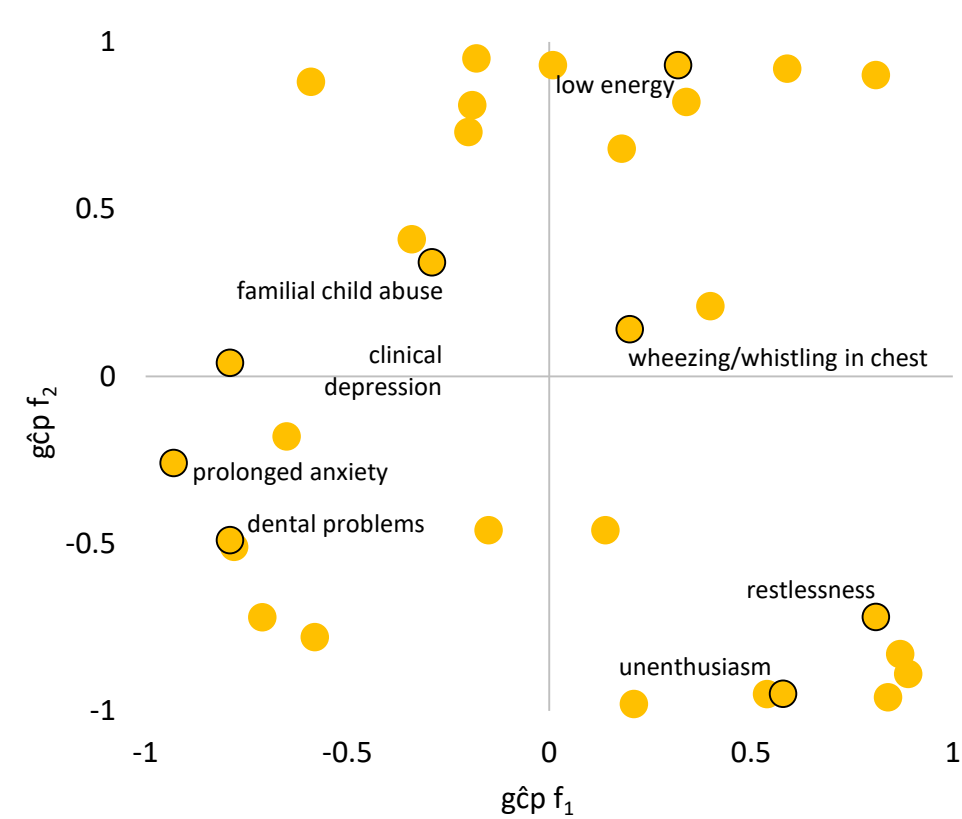 1
low energy
0.5
familial child abuse
clinical
depression
wheezing/whistling in chest
0
prolonged anxiety
dental problems
-0.5
restlessness
unenthusiasm
-1
-1
-0.5
0
0.5
1
gĉp f₂
gĉp f₁